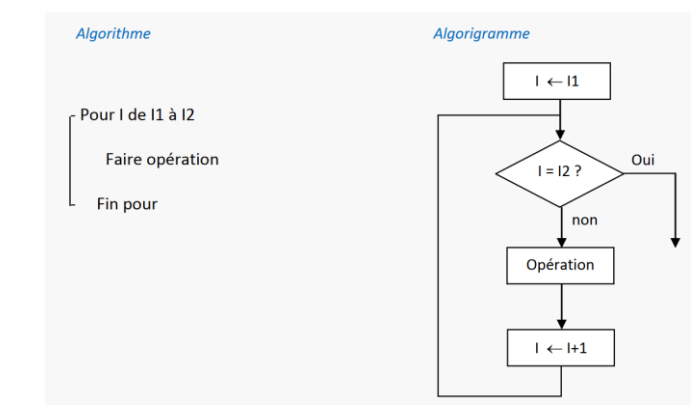 Algorithme
Algorigramme
Pour I de I1 à I2
Faire opération
Fin pour
I ← I1
I = I2 ?
Oui
non
Opération
I ← I+1